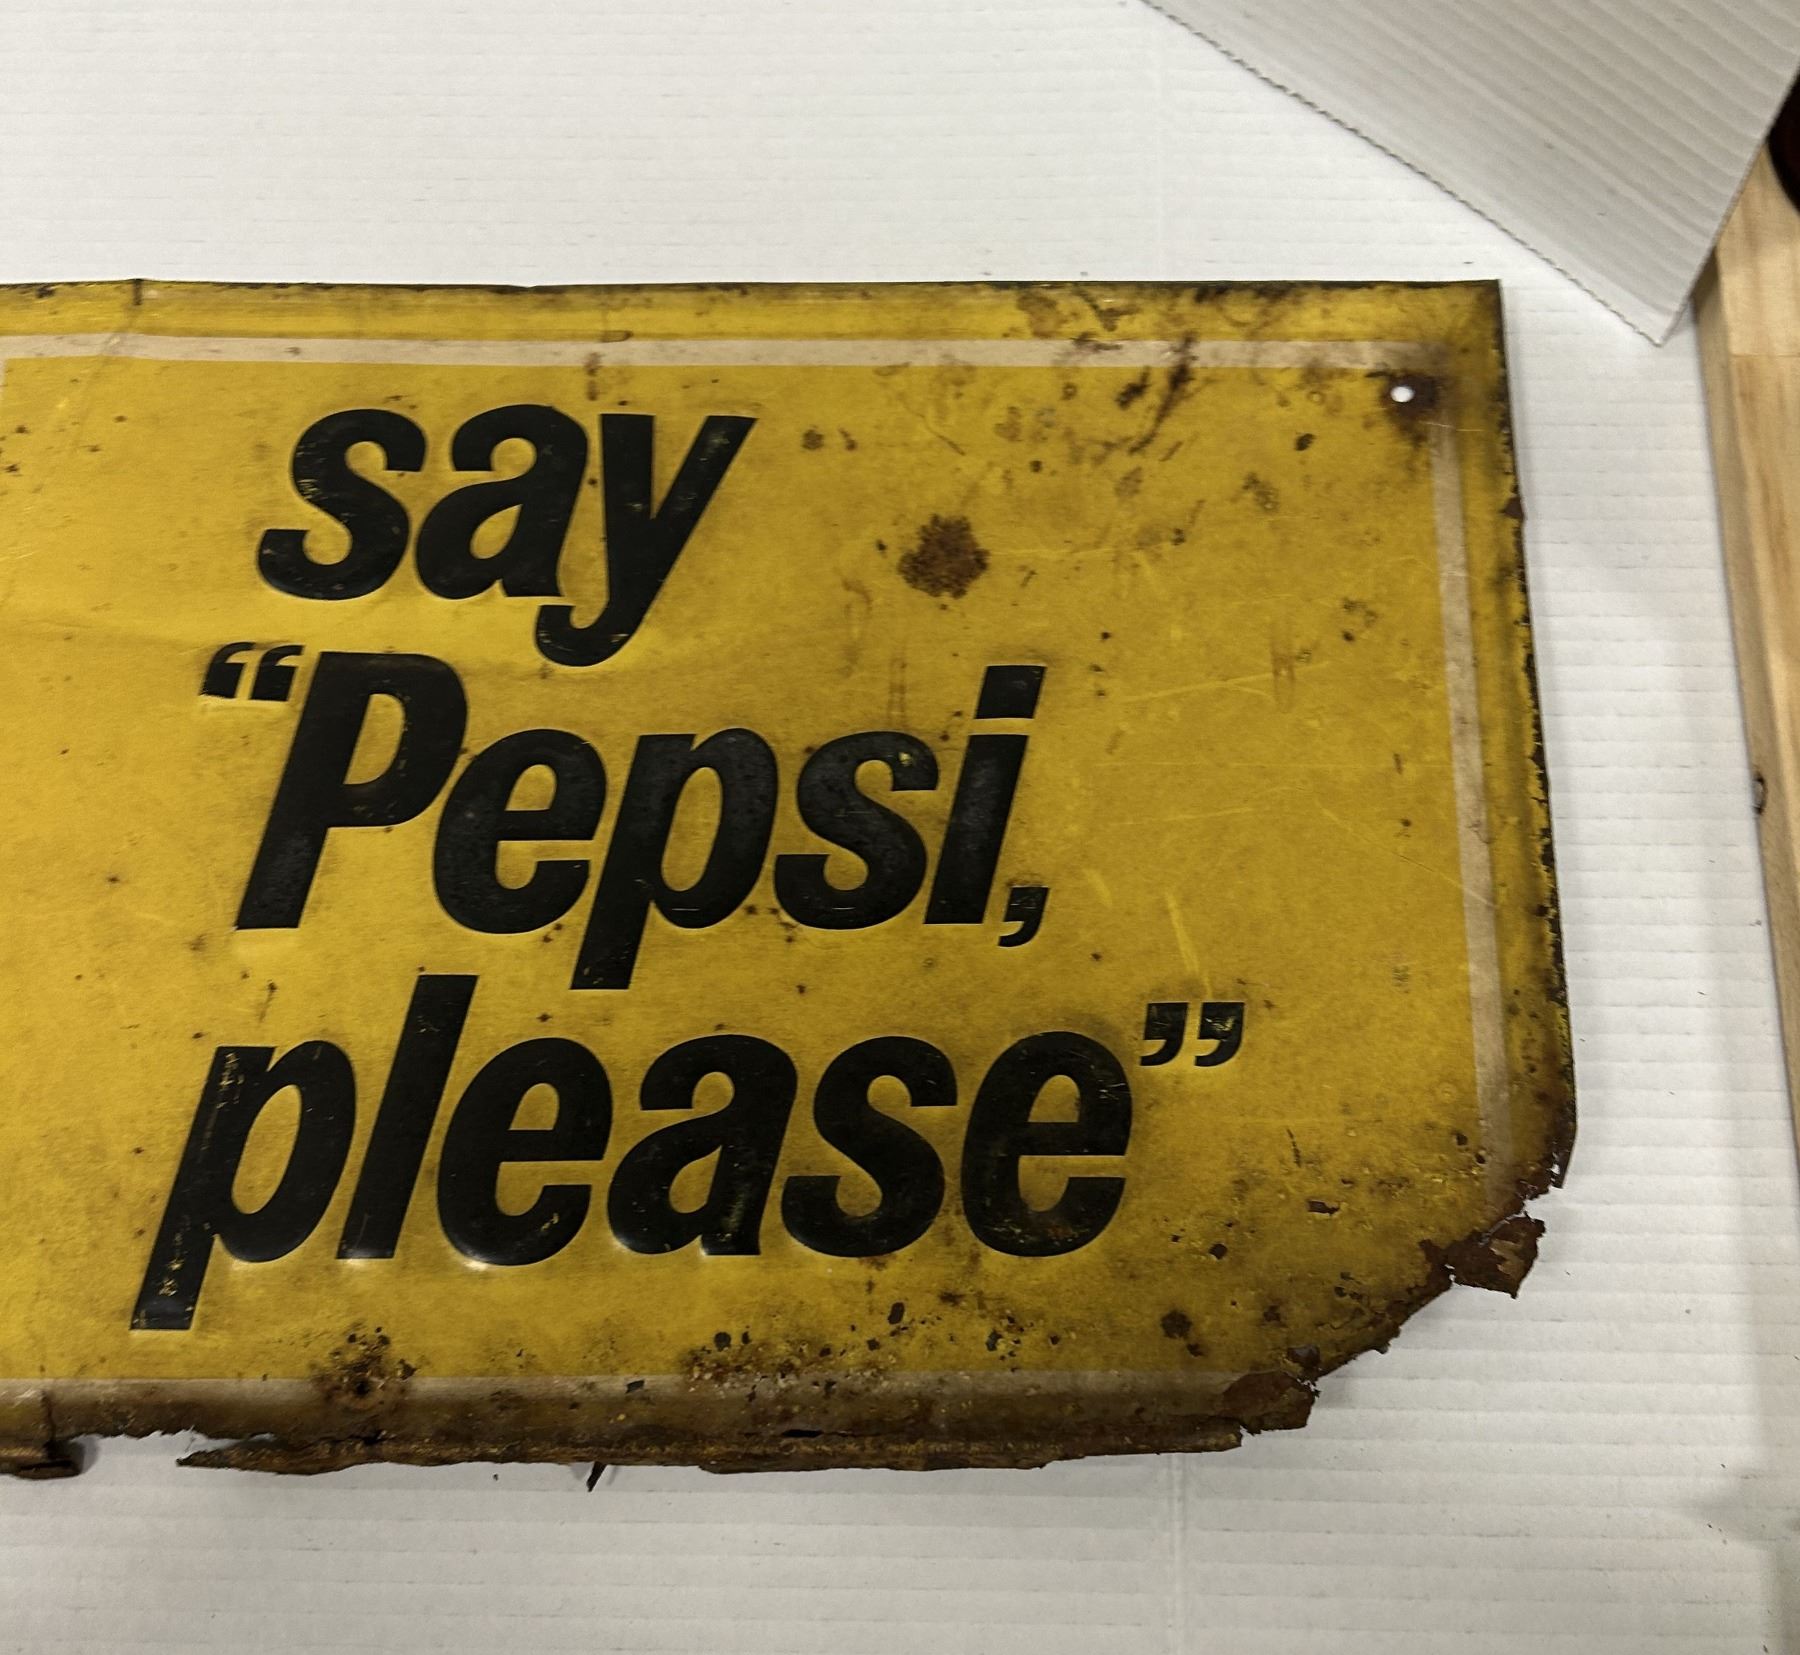 say
“Pepsi,
please”